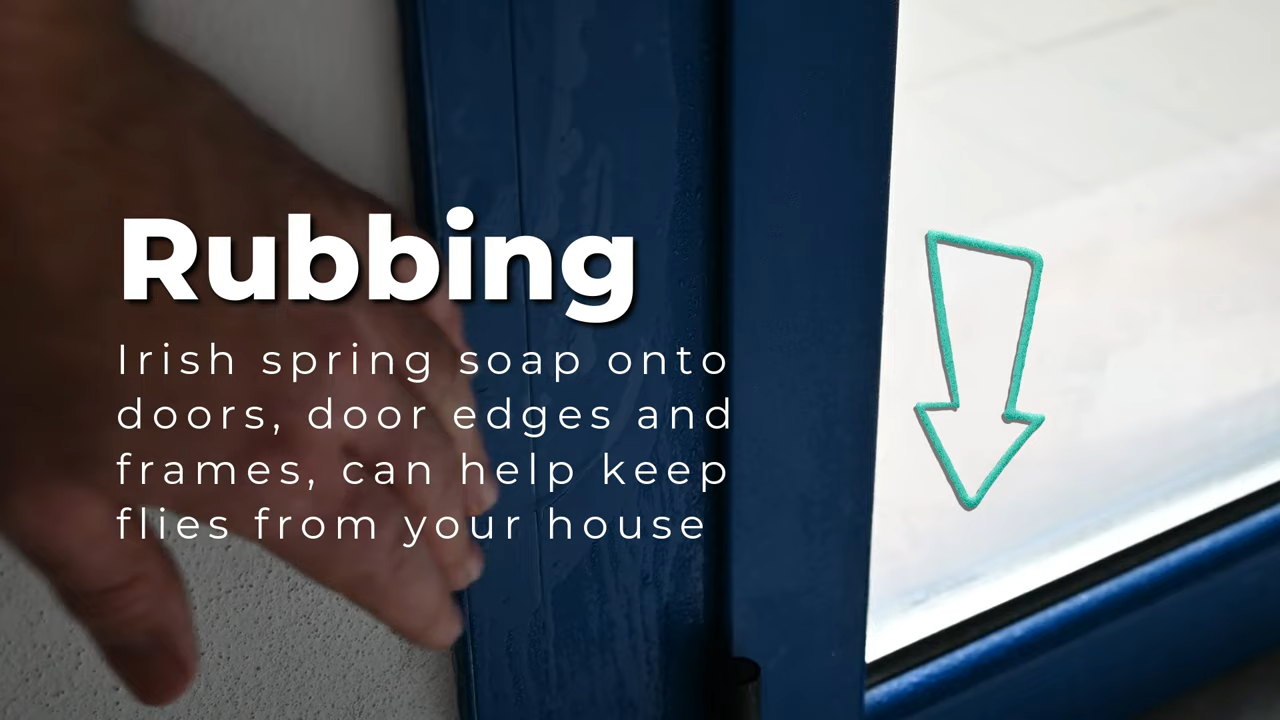 Rubbing
Irish spring soap onto
doors, door edges and
frames, can help keep
flies from your house